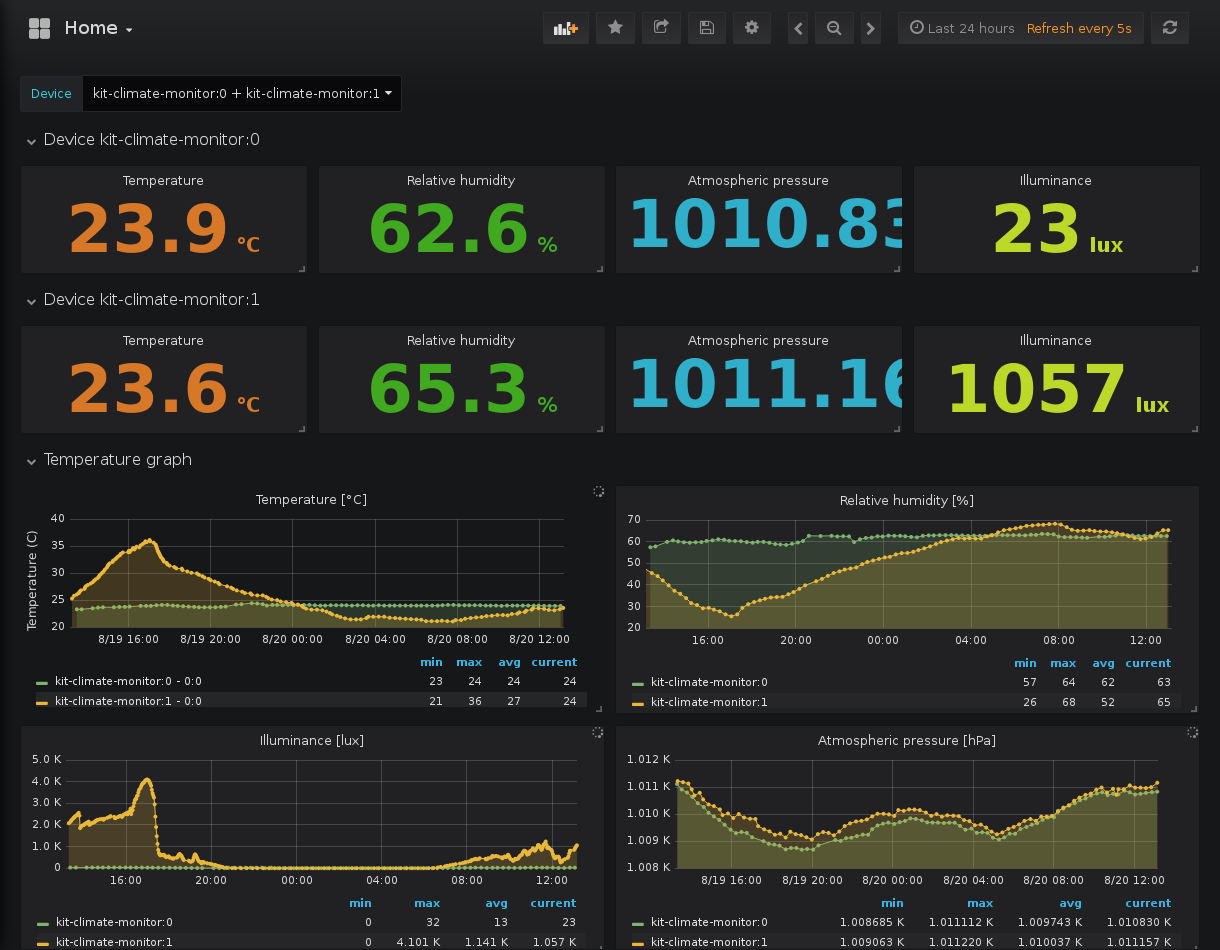 Home
Last 24 hours Refresh every 5s
Device kit-climate-monitor:0 + kit-climate-monitor:1
Device kit-climate-monitor:0
Temperature Relative humidity Atmospheric pressure Illuminance
23.9 °C 62.6 % 1010.83 23 lux
Device kit-climate-monitor:1
Temperature Relative humidity Atmospheric pressure Illuminance
23.6 °C 65.3 % 1011.16 1057 lux
Temperature graph
Temperature [°C]
Temperature (C)
40
35
30
25
20
8/19 16:00 8/19 20:00 8/20 00:00 8/20 04:00 8/20 08:00 8/20 12:00
min max avg current
kit-climate-monitor:0 - 0:0 23 24 24 24
kit-climate-monitor:1 - 0:0 21 36 27 24
Relative humidity [%]
70
60
50
40
30
20
16:00 20:00 00:00 04:00 08:00 12:00
min max avg current
kit-climate-monitor:0 57 64 62 63
kit-climate-monitor:1 26 68 52 65
Illuminance [lux]
5.0 K
4.0 K
3.0 K
2.0 K
1.0 K
0
16:00 20:00 00:00 04:00 08:00 12:00
min max avg current
kit-climate-monitor:0 0 32 13 23
kit-climate-monitor:1 0 4.101 K 1.141 K 1.057 K
Atmospheric pressure [hPa]
1.012 K
1.011 K
1.010 K
1.009 K
1.008 K
8/19 16:00 8/19 20:00 8/20 00:00 8/20 04:00 8/20 08:00 8/20 12:00
min max avg current
kit-climate-monitor:0 1.008685 K 1.011112 K 1.009743 K 1.010830 K
kit-climate-monitor:1 1.009063 K 1.011220 K 1.010037 K 1.011157 K